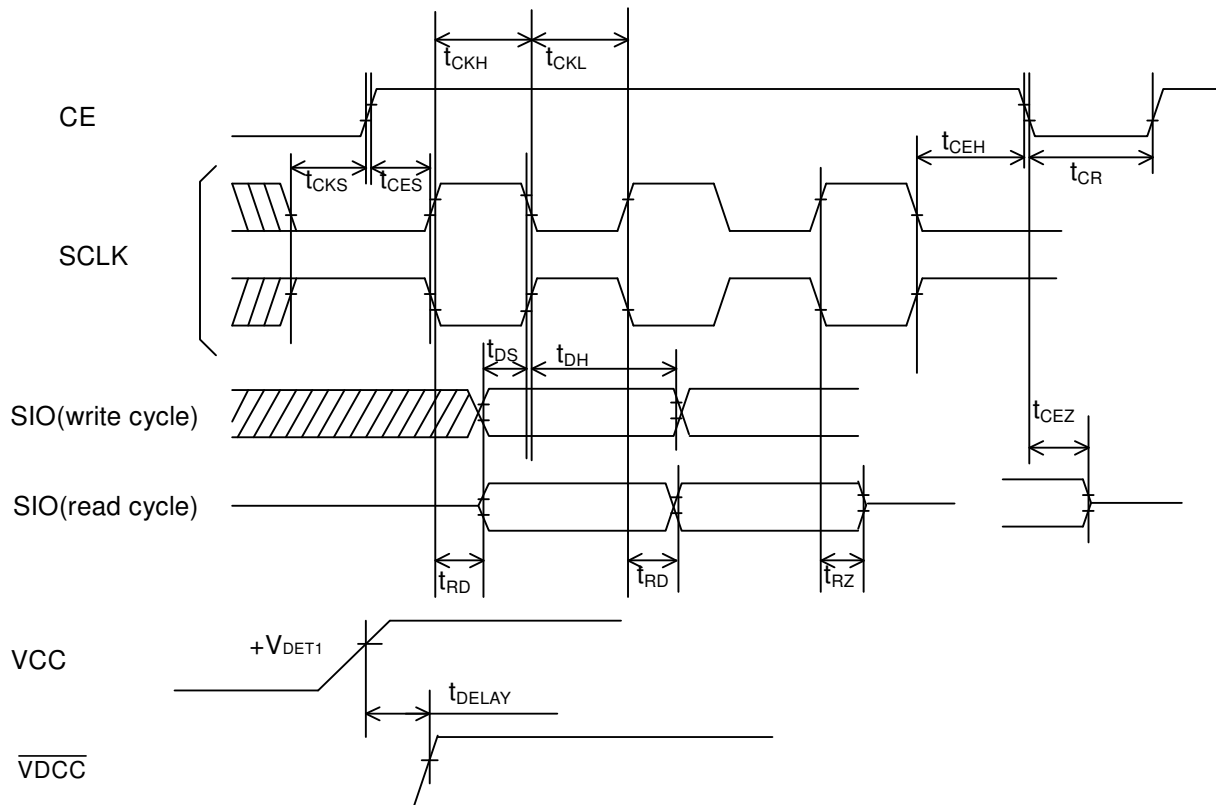 tCKH
tCKL
CE
tCEH
tCKS
tCES
tCR
SCLK
tDS
tDH
SIO(write cycle)
tCEZ
SIO(read cycle)
tRD
tRD
tRZ
+VDET1
VCC
tDELAY
VDCC